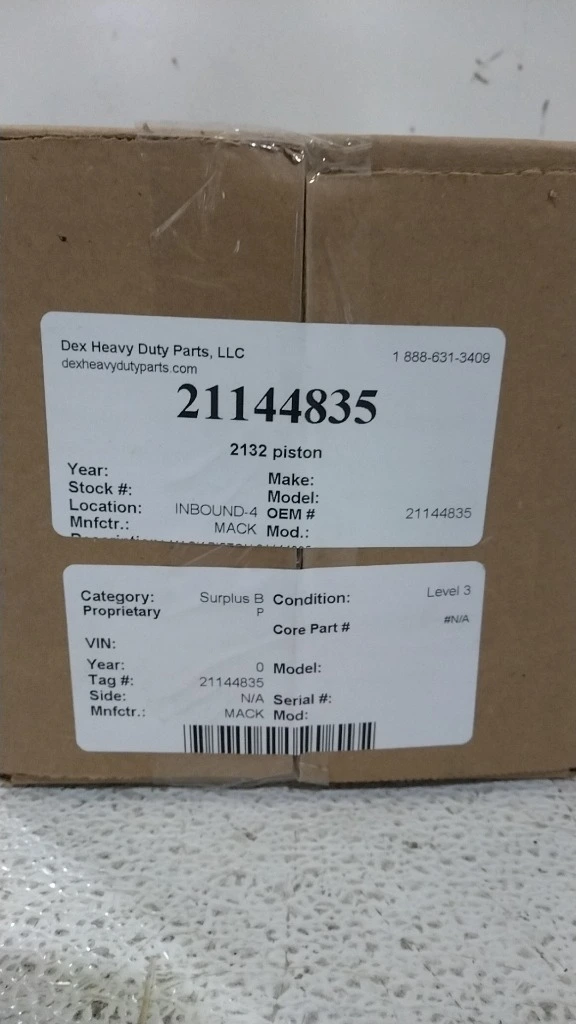 Dex Heavy Duty Parts, LLC 1 888-631-3409
dexheavydutyparts.com
21144835
2132 piston
Year: Make:
Stock #: Model:
Location: INBOUND-4 OEM # 21144835
Mnfctr.: MACK Mod.:
Category: Surplus B Condition: Level 3
Proprietary P Core Part # #N/A
VIN:
Year: 0 Model:
Tag #: 21144835
Side: N/A Serial #:
Mnfctr.: MACK Mod: